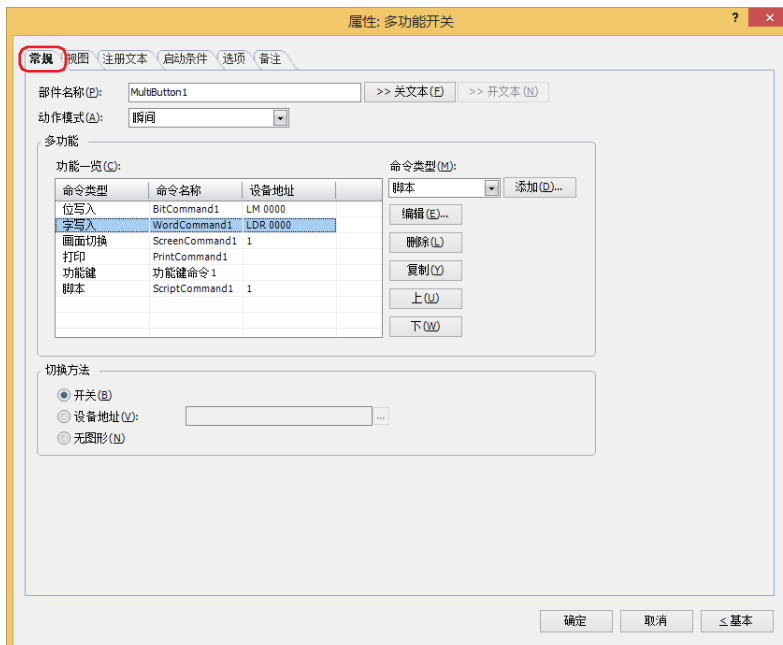 属性: 多功能开关
? ×
常规 视图 注册文本 启动条件 选项 备注
部件名称(P): MultiButton1 >> 关文本(F) >> 开文本(N)
动作模式(A): 瞬间
多功能
功能一览(C): 命令类型(M):
命令类型 命令名称 设备地址 脚本 添加(D)...
位写入 BitCommand1 LM 0000
字写入 WordCommand1 LDR 0000
画面切换 ScreenCommand1 1
打印 PrintCommand1
功能键 功能键命令1
脚本 ScriptCommand1 1
编辑(E)...
删除(L)
复制(Y)
上(U)
下(W)
切换方法
开关(B)
设备地址(V): ...
无图形(N)
确定 取消 <基本